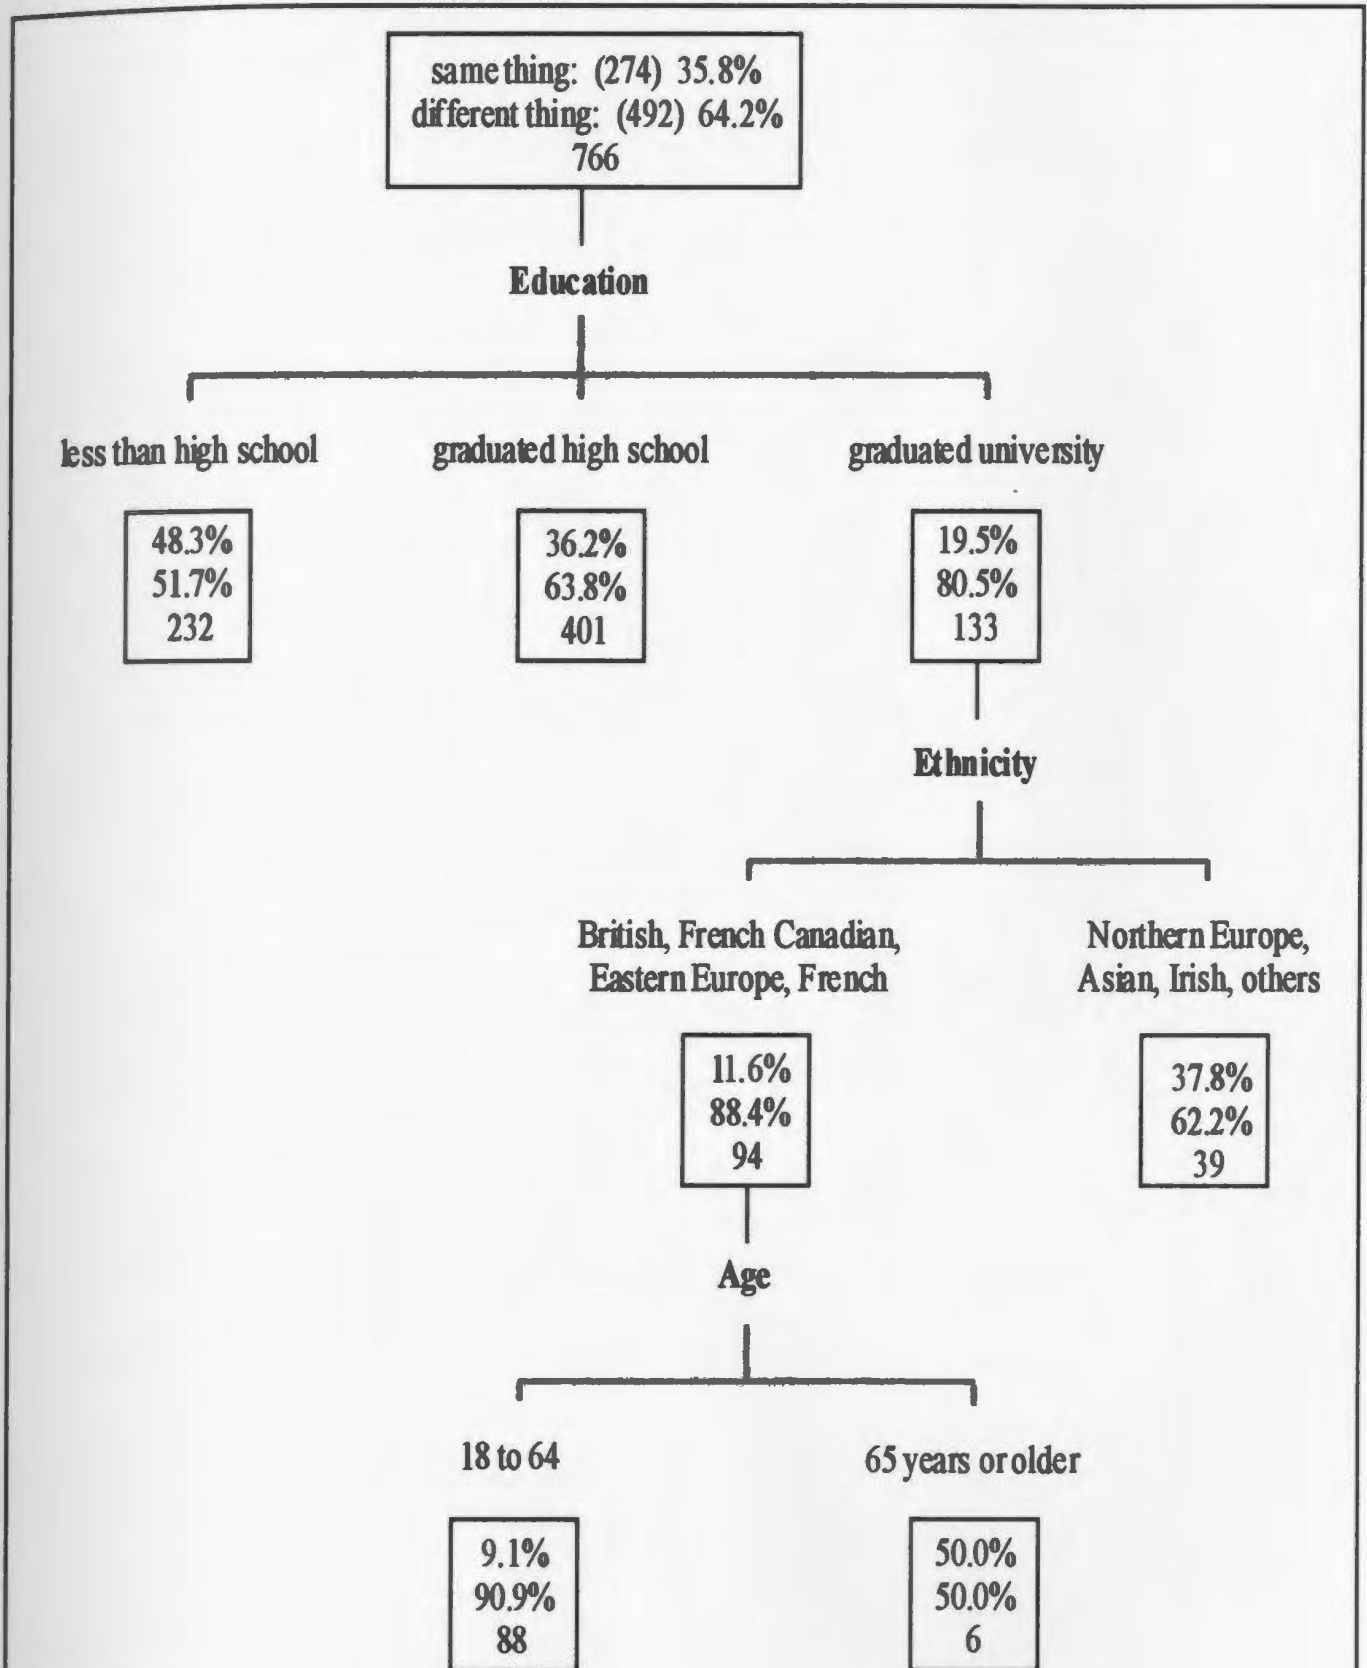 same thing: (274) 35.8%
different thing: (492) 64.2%
766
Education
less than high school
graduated high school
graduated university
48.3%
51.7%
232
36.2%
63.8%
401
19.5%
80.5%
133
Ethnicity
British, French Canadian,
Eastern Europe, French
Northern Europe,
Asian, Irish, others
11.6%
88.4%
94
37.8%
62.2%
39
Age
18 to 64
65 years or older
9.1%
90.9%
88
50.0%
50.0%
6